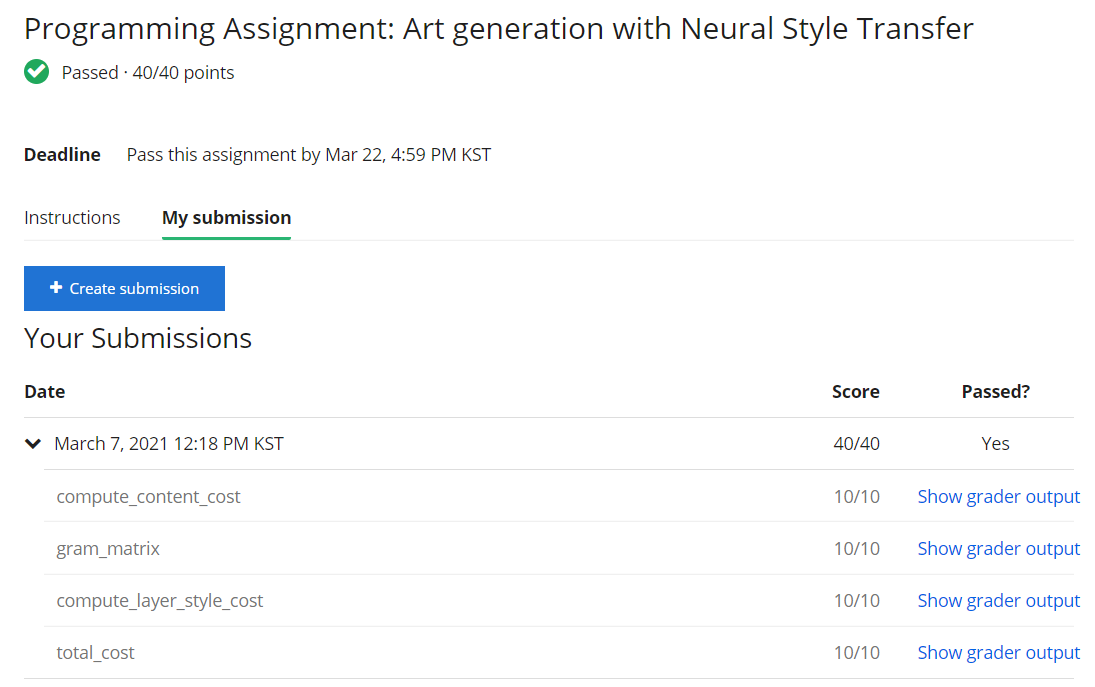 Programming Assignment: Art generation with Neural Style Transfer
Passed · 40/40 points
Deadline Pass this assignment by Mar 22, 4:59 PM KST
Instructions My submission
+ Create submission
Your Submissions
Date Score Passed?
March 7, 2021 12:18 PM KST 40/40 Yes
compute_content_cost 10/10 Show grader output
gram_matrix 10/10 Show grader output
compute_layer_style_cost 10/10 Show grader output
total_cost 10/10 Show grader output